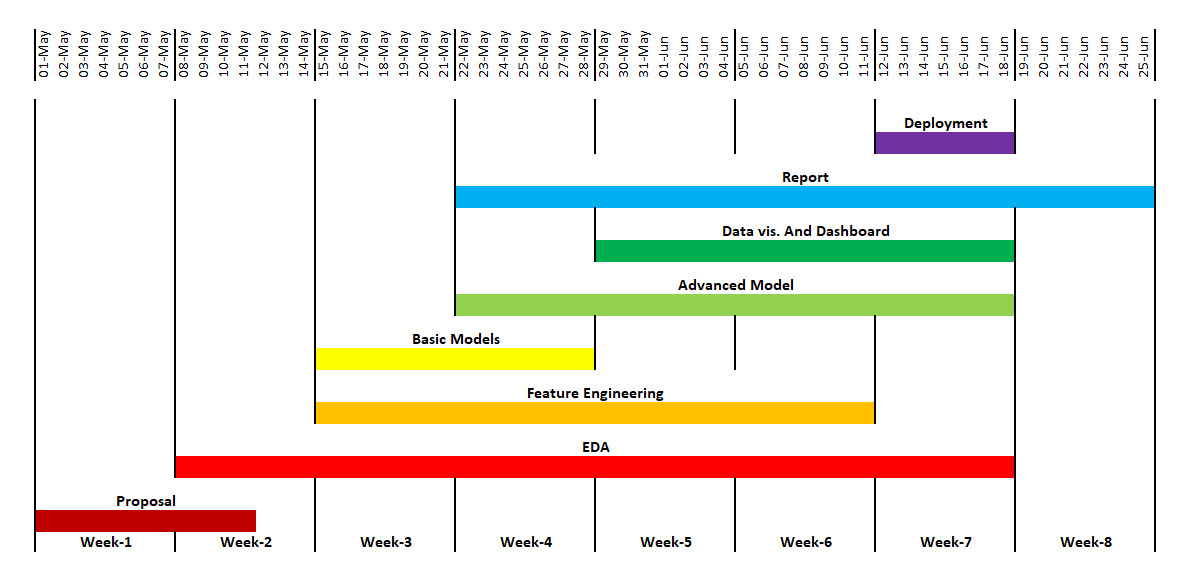 01-May
02-May
03-May
04-May
05-May
06-May
07-May
08-May
09-May
10-May
11-May
12-May
13-May
14-May
15-May
16-May
17-May
18-May
19-May
20-May
21-May
22-May
23-May
24-May
25-May
26-May
27-May
28-May
29-May
30-May
31-May
01-Jun
02-Jun
03-Jun
04-Jun
05-Jun
06-Jun
07-Jun
08-Jun
09-Jun
10-Jun
11-Jun
12-Jun
13-Jun
14-Jun
15-Jun
16-Jun
17-Jun
18-Jun
19-Jun
20-Jun
21-Jun
22-Jun
23-Jun
24-Jun
25-Jun
Deployment
Report
Data vis. And Dashboard
Advanced Model
Basic Models
Feature Engineering
EDA
Proposal
Week-1 Week-2 Week-3 Week-4 Week-5 Week-6 Week-7 Week-8